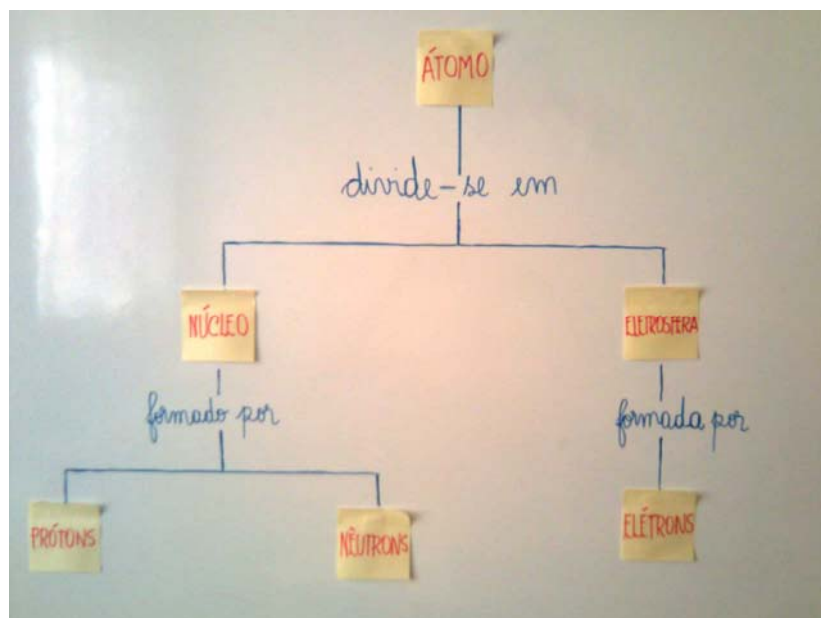 ÁTOMO
divide-se em
NÚCLEO
ELETROSFERA
formado por
formada por
PRÓTONS
NÊUTRONS
ELÉTRONS